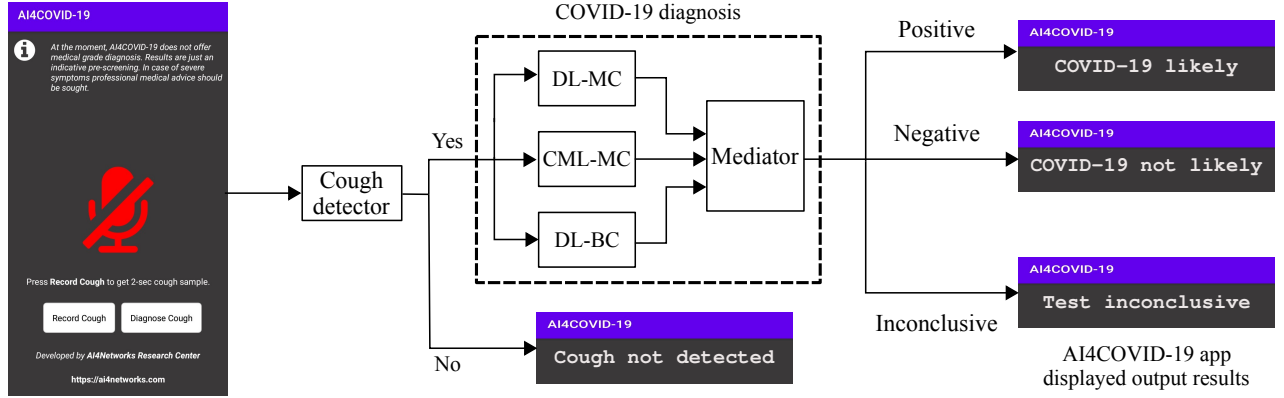 AI4COVID-19
At the moment, AI4COVID-19 does not offer
medical grade diagnosis. Results are just an
indicative pre-screening. In case of severe
symptoms professional medical advice should
be sought.
Press Record Cough to get 2-sec cough sample.
Record Cough
Diagnose Cough
Developed by AI4Networks Research Center
https://ai4networks.com
Cough
detector
Yes
No
COVID-19 diagnosis
DL-MC
CML-MC
DL-BC
Mediator
AI4COVID-19
Cough not detected
Positive
AI4COVID-19
COVID-19 likely
Negative
AI4COVID-19
COVID-19 not likely
Inconclusive
AI4COVID-19
Test inconclusive
AI4COVID-19 app
displayed output results